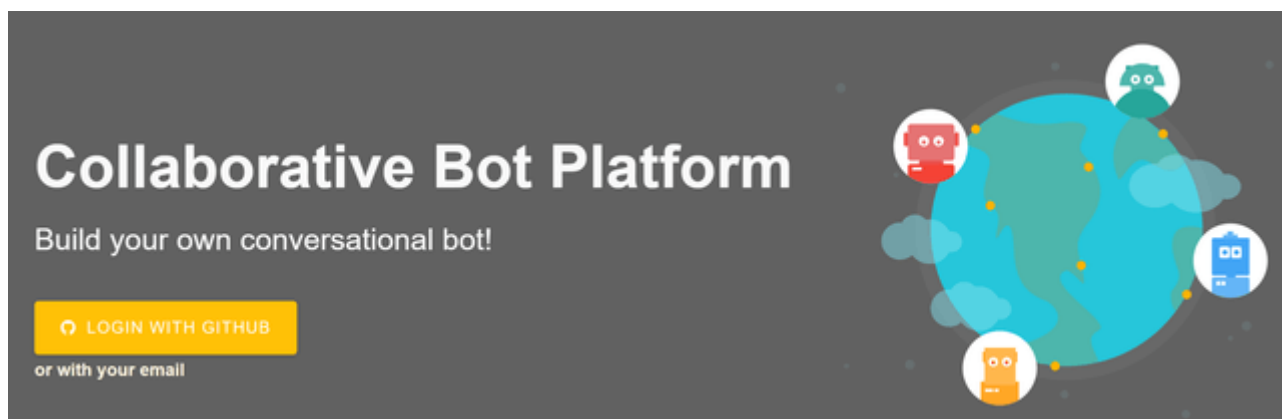 Collaborative Bot Platform
Build your own conversational bot!
LOGIN WITH GITHUB
or with your email